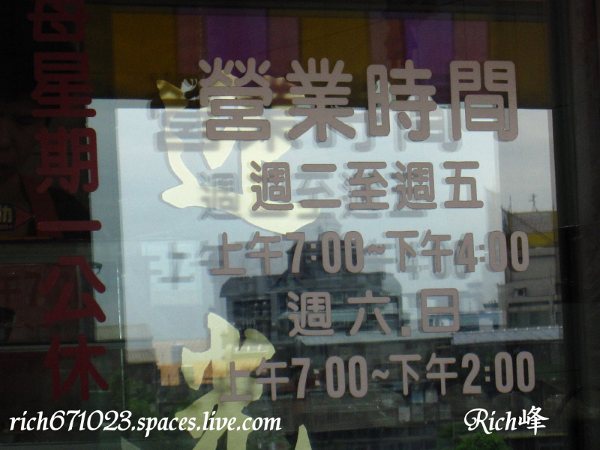 每星期一公休
營業時間
週二至週五
上午7:00~下午4:00
週六.日
上午7:00~下午2:00
rich671023.spaces.live.com
Rich峰